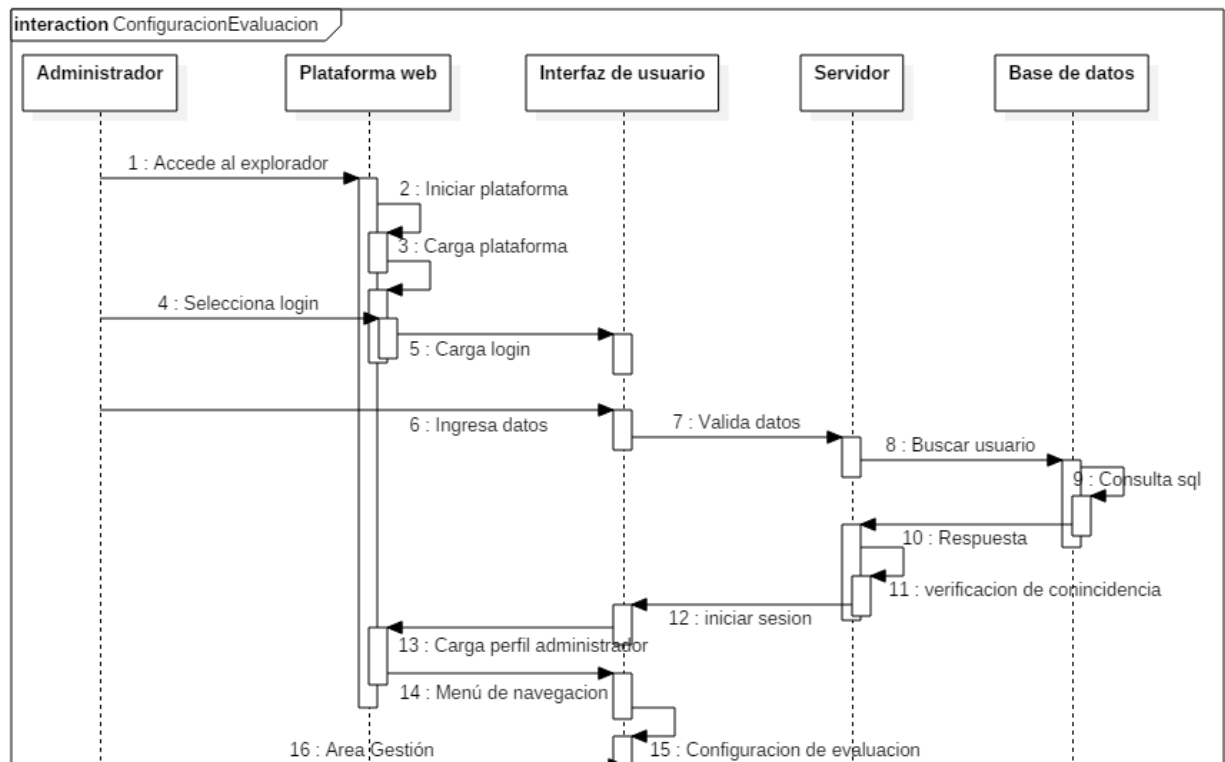 interaction ConfiguracionEvaluacion
Administrador
Plataforma web
Interfaz de usuario
Servidor
Base de datos
1 : Accede al explorador
2 : Iniciar plataforma
3 : Carga plataforma
4 : Selecciona login
5 : Carga login
6 : Ingresa datos
7 : Valida datos
8 : Buscar usuario
9 : Consulta sql
10 : Respuesta
11 : verificacion de conincidencia
12 : iniciar sesion
13 : Carga perfil administrador
14 : Menú de navegacion
16 : Area Gestión
15 : Configuracion de evaluacion